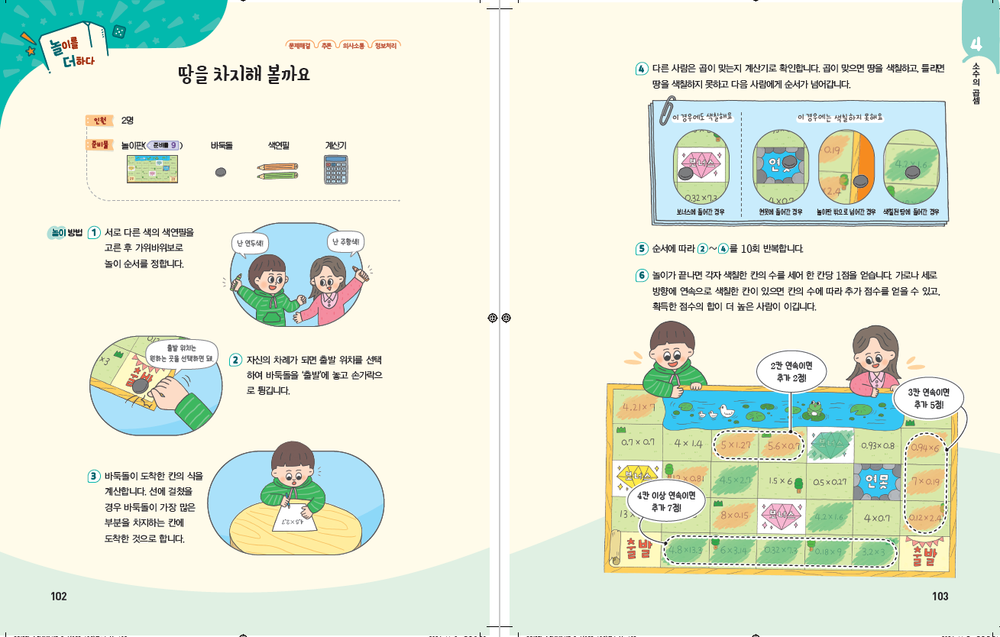 놀이를
더하다
문제해결 추론 의사소통 정보처리
땅을 차지해 볼까요
인원 2명
준비물 놀이판(준비물 9) 바둑돌 색연필 계산기
놀이 방법
1 서로 다른 색의 색연필을
고른 후 가위바위보로
놀이 순서를 정합니다.
난 연두색!
난 주황색!
2 자신의 차례가 되면 출발 위치를 선택
하여 바둑돌을 ‘출발’에 놓고 손가락으
로 튕깁니다.
출발 위치는
원하는 곳을 선택하면 돼.
출발
×3
3 바둑돌이 도착한 칸의 식을
계산합니다. 선에 걸쳤을
경우 바둑돌이 가장 많은
부분을 차지하는 칸에
도착한 것으로 합니다.
4.5×2.7
102
4
소수의 곱셈
4 다른 사람은 곱이 맞는지 계산기로 확인합니다. 곱이 맞으면 땅을 색칠하고, 틀리면
땅을 색칠하지 못하고 다음 사람에게 순서가 넘어갑니다.
이 경우에도 색칠해요
이 경우에는 색칠하지 못해요
보너스
0.32×7.3
연못
4×0.7
0.19
×2.4
4.2×1.6
보너스에 들어간 경우
연못에 들어간 경우
놀이판 밖으로 넘어간 경우
색칠된 땅에 들어간 경우
5 순서에 따라 2~4를 10회 반복합니다.
6 놀이가 끝나면 각자 색칠한 칸의 수를 세어 한 칸당 1점을 얻습니다. 가로나 세로
방향에 연속으로 색칠한 칸이 있으면 칸의 수에 따라 추가 점수를 얻을 수 있고,
획득한 점수의 합이 더 높은 사람이 이깁니다.
2칸 연속이면
추가 2점!
3칸 연속이면
추가 5점!
4.21×7
0.7×0.7 4×1.4 5×1.27 5.6×0.7 보너스 0.93×0.8 0.94×6
보너스 12×0.81 4.5×2.7 1.5×6 0.5×0.27 연못 7×0.19
4칸 이상 연속이면
추가 7점!
13× 8×0.15 보너스 4.2×1.6 4×0.7 0.12×2.4
출발 4.8×13.3 6×3.14 0.32×7.3 0.18×9 3.2×3 출발
103